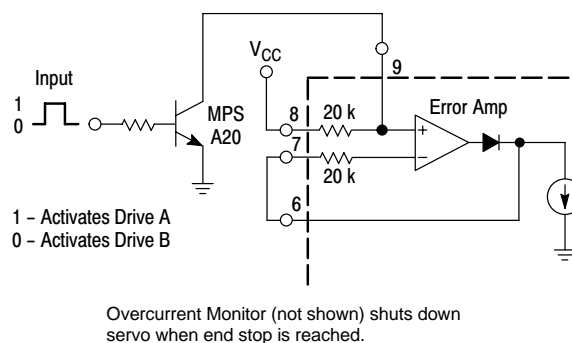 Input
1
0
V_CC
MPS
A20
9
8
20 k
Error Amp
+
7
–
20 k
6
1 – Activates Drive A
0 – Activates Drive B
Overcurrent Monitor (not shown) shuts down
servo when end stop is reached.